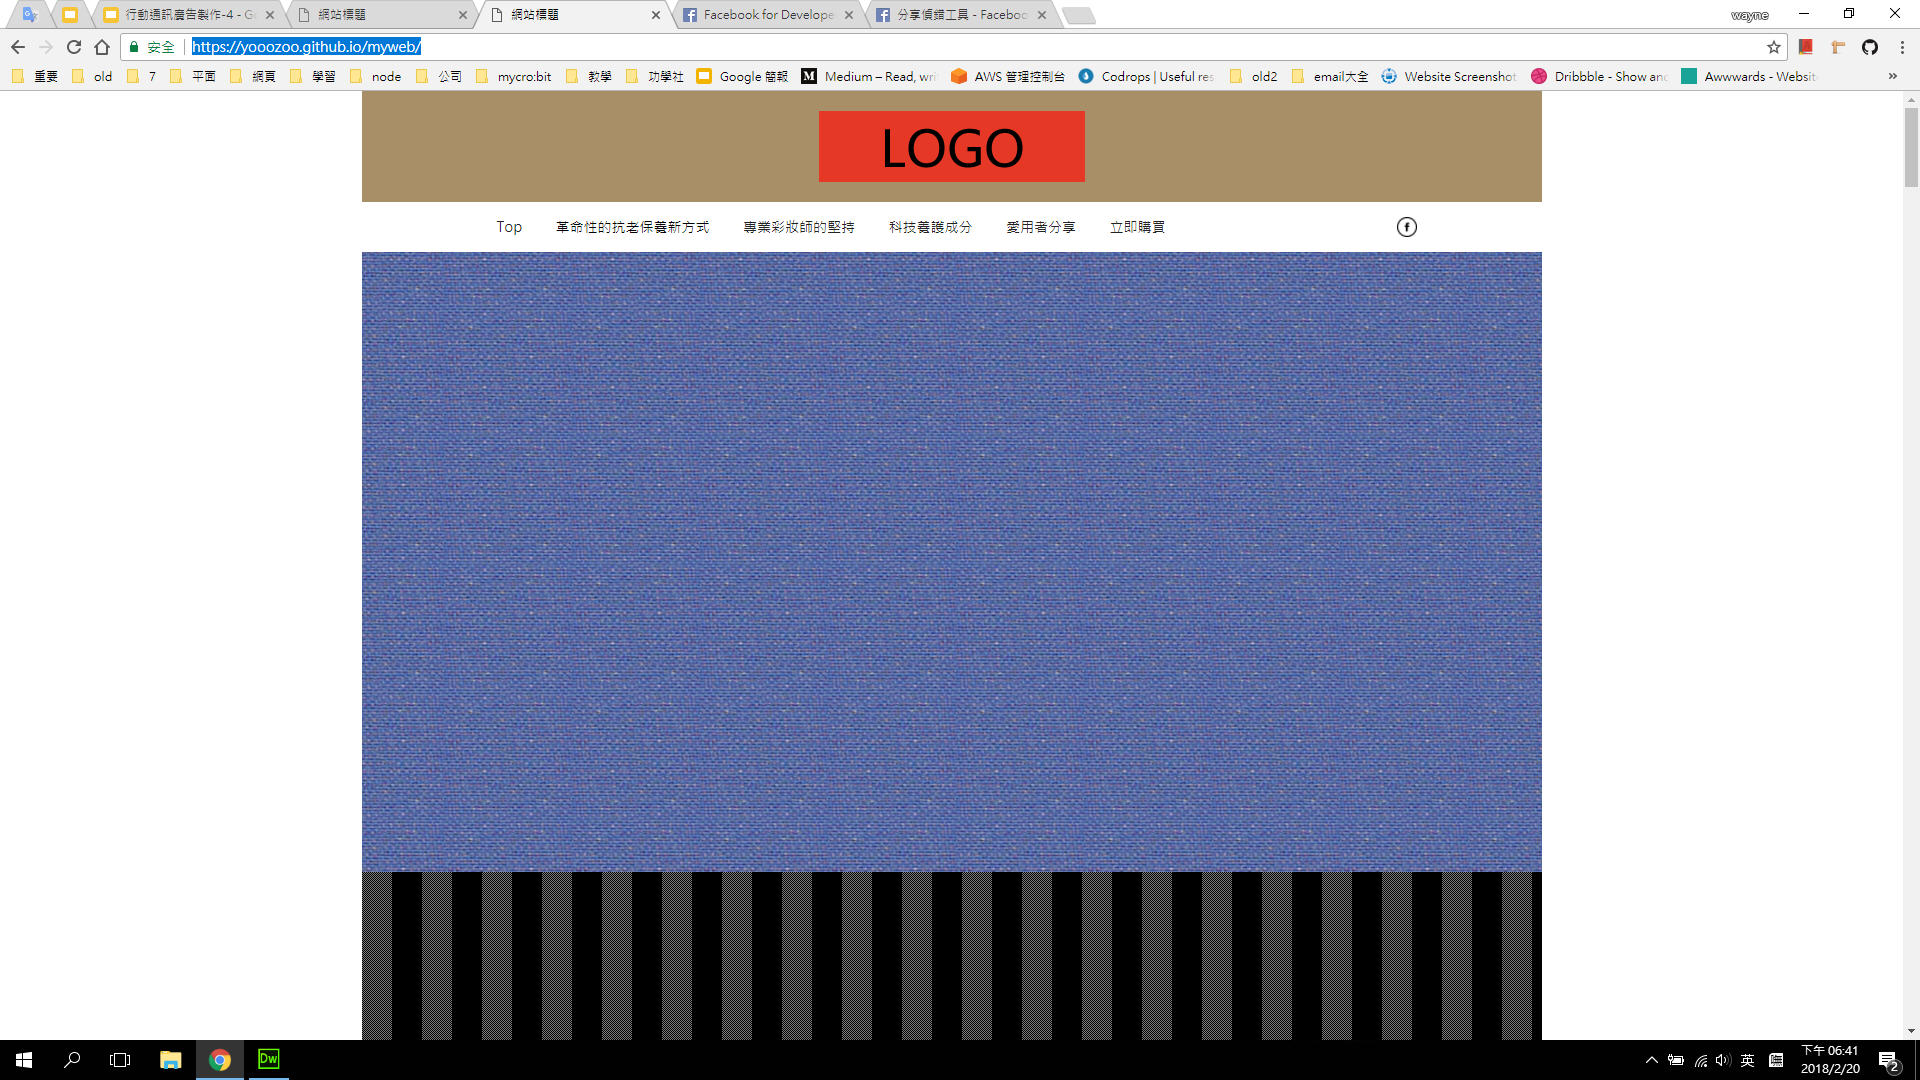 行動通訊廣告製作-4 - Go
網站標題
網站標題
Facebook for Develope
分享偵錯工具 - Faceboo
wayne
安全
https://yooozoo.github.io/myweb/
重要
old
7
平面
網頁
學習
node
公司
mycro:bit
教學
功學社
Google 簡報
Medium – Read, wri
AWS 管理控制台
Codrops | Useful res
old2
email大全
Website Screenshot
Dribbble - Show and
Awwwards - Websit
LOGO
Top
革命性的抗老保養新方式
專業彩妝師的堅持
科技養護成分
愛用者分享
立即購買
Dw
英
下午 06:41
2018/2/20
2